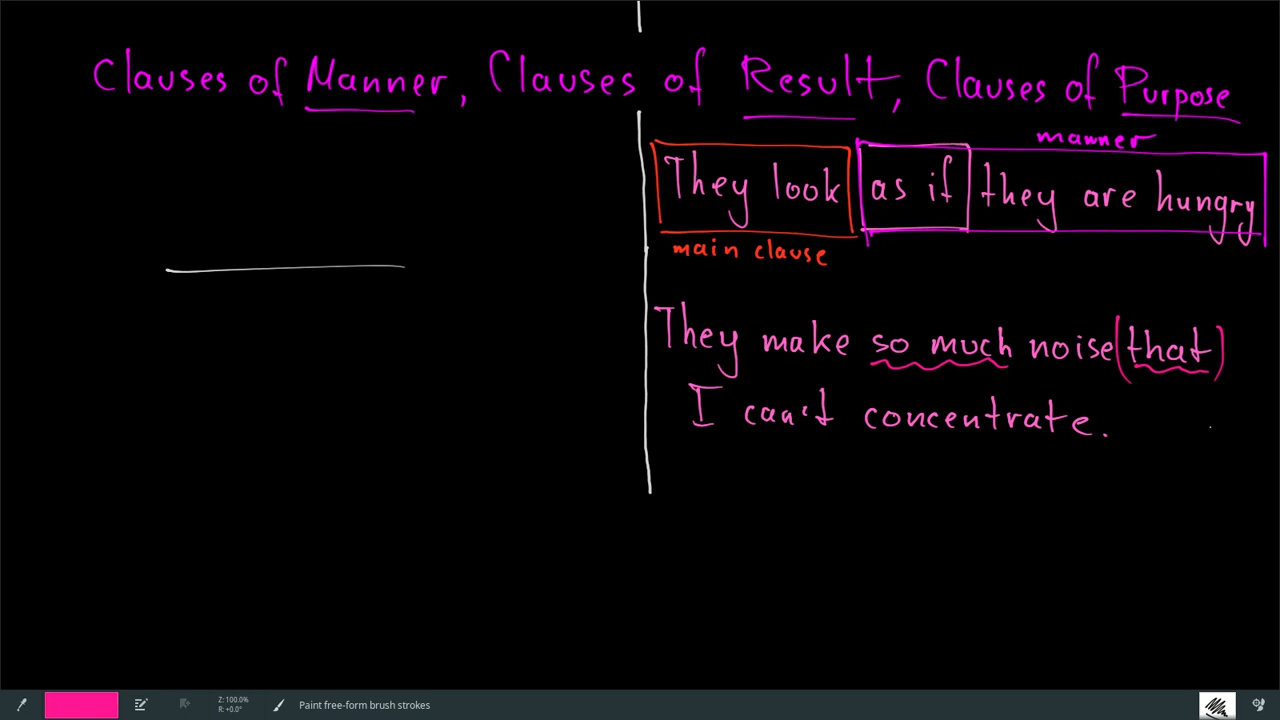 Clauses of Manner, Clauses of Result, Clauses of Purpose
manner
They look as if they are hungry
main clause
They make so much noise (that)
I can't concentrate.
Z: 100.0%
R: +0.0°
Paint free-form brush strokes